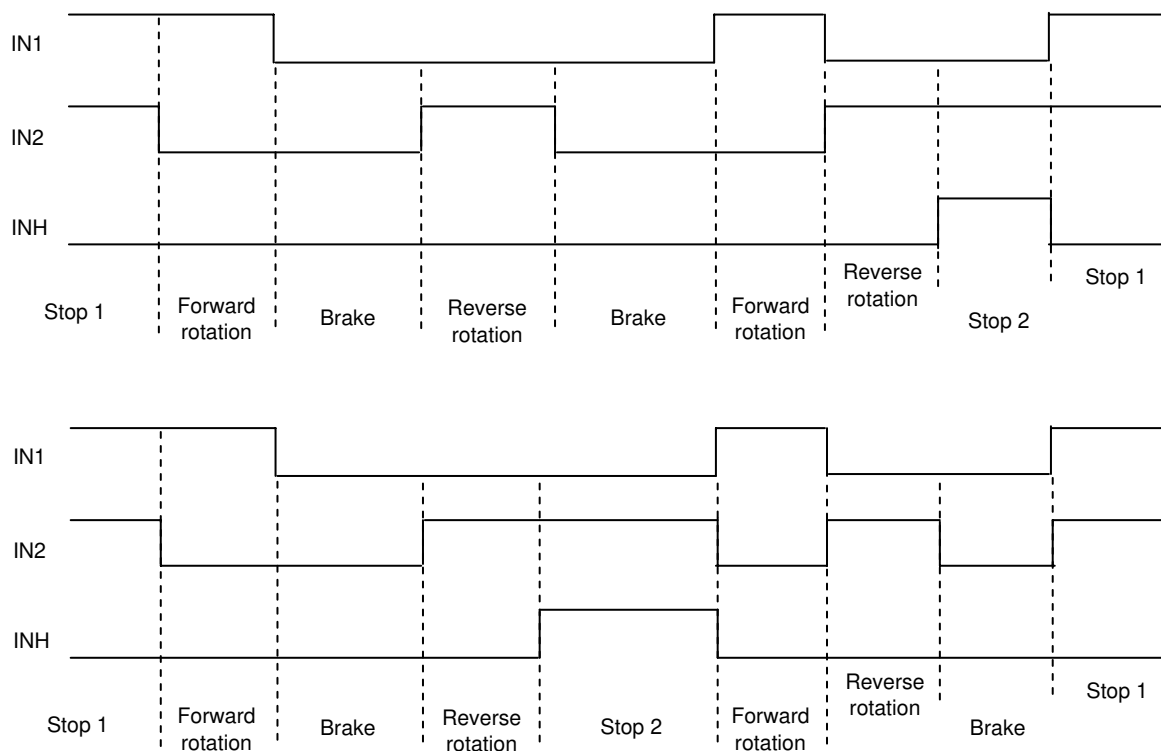 IN1
IN2
INH
Stop 1
Forward
rotation
Brake
Reverse
rotation
Brake
Forward
rotation
Reverse
rotation
Stop 2
Stop 1
IN1
IN2
INH
Stop 1
Forward
rotation
Brake
Reverse
rotation
Stop 2
Forward
rotation
Reverse
rotation
Brake
Stop 1